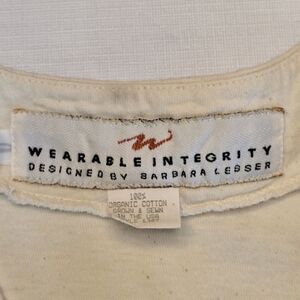 WEARABLE INTEGRITY
DESIGNED BY BARBARA LESSER
100%
ORGANIC COTTON
GROWN & SEWN
IN THE USA